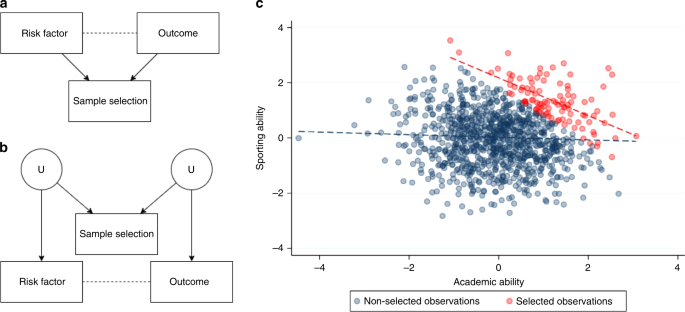 a
Risk factor
Outcome
Sample selection
b
U
U
Sample selection
Risk factor
Outcome
c
4
2
0
−2
−4
Sporting ability
−4
−2
0
2
4
Academic ability
Non-selected observations
Selected observations